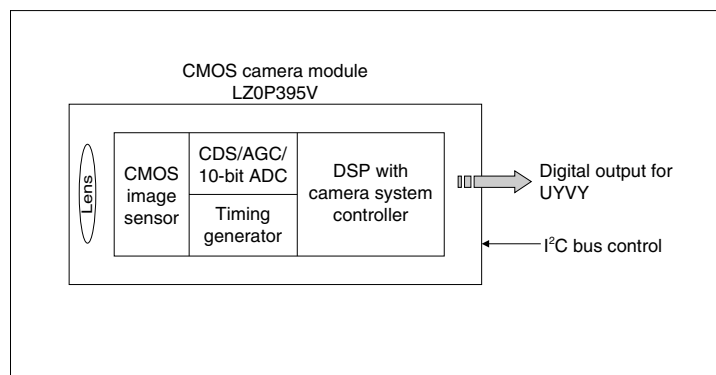 CMOS camera module
LZ0P395V
Lens
CMOS
image
sensor
CDS/AGC/
10-bit ADC
Timing
generator
DSP with
camera system
controller
Digital output for
UYVY
I²C bus control